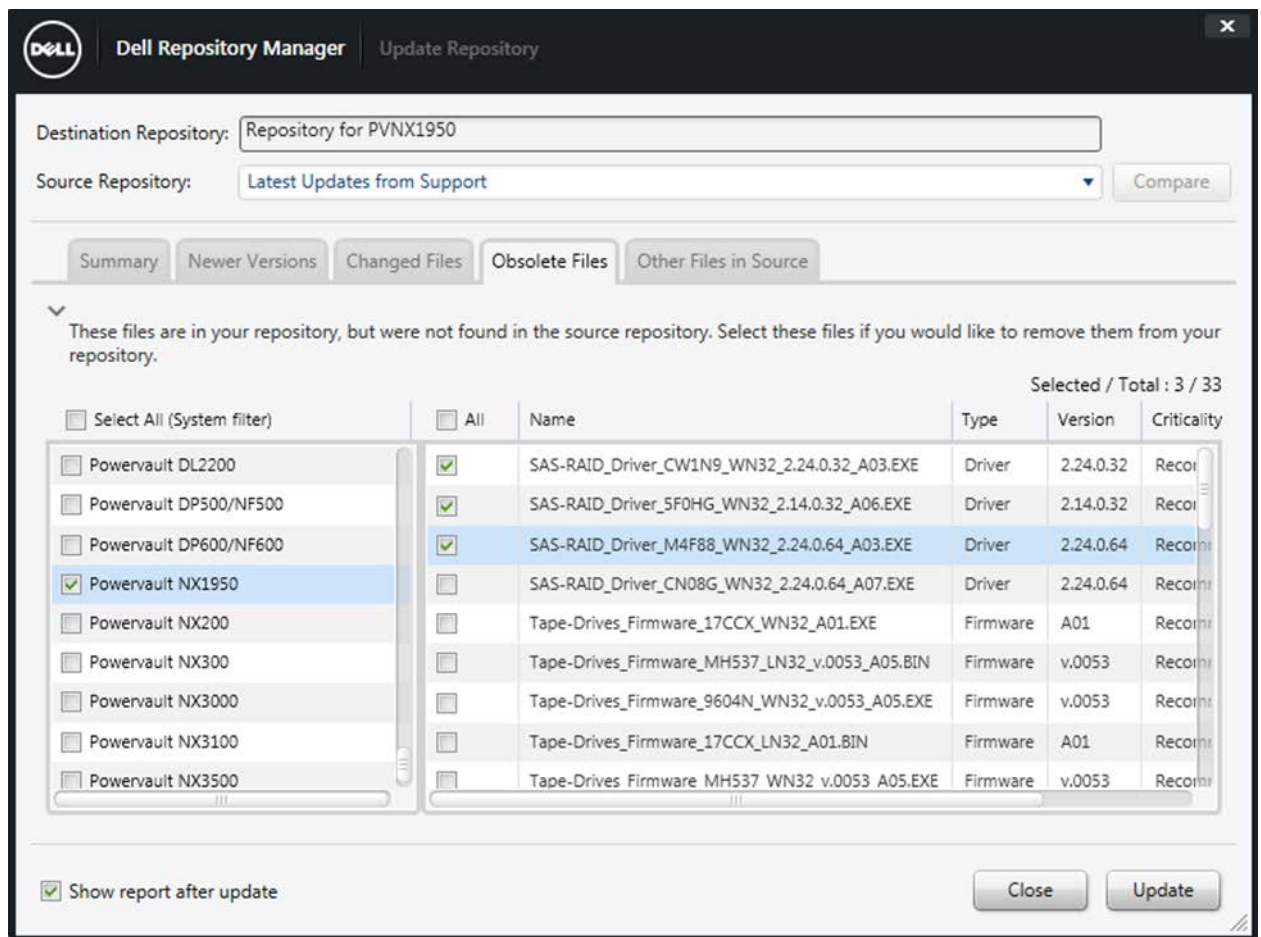 DELL
Dell Repository Manager
Update Repository
Destination Repository:
Repository for PVNX1950
Source Repository:
Latest Updates from Support
Compare
Summary
Newer Versions
Changed Files
Obsolete Files
Other Files in Source
These files are in your repository, but were not found in the source repository. Select these files if you would like to remove them from your
repository.
Selected / Total : 3 / 33
Select All (System filter)
Powervault DL2200
Powervault DP500/NF500
Powervault DP600/NF600
Powervault NX1950
Powervault NX200
Powervault NX300
Powervault NX3000
Powervault NX3100
Powervault NX3500
All Name Type Version Criticality
SAS-RAID_Driver_CW1N9_WN32_2.24.0.32_A03.EXE Driver 2.24.0.32
SAS-RAID_Driver_5F0HG_WN32_2.14.0.32_A06.EXE Driver 2.14.0.32
SAS-RAID_Driver_M4F88_WN32_2.24.0.64_A03.EXE Driver 2.24.0.64
SAS-RAID_Driver_CN08G_WN32_2.24.0.64_A07.EXE Driver 2.24.0.64
Tape-Drives_Firmware_17CCX_WN32_A01.EXE Firmware A01
Tape-Drives_Firmware_MH537_LN32_v.0053_A05.BIN Firmware v.0053
Tape-Drives_Firmware_9604N_WN32_v.0053_A05.EXE Firmware v.0053
Tape-Drives_Firmware_17CCX_LN32_A01.BIN Firmware A01
Tape-Drives_Firmware_MH537_WN32_v.0053_A05.EXE Firmware v.0053
Show report after update
Close
Update